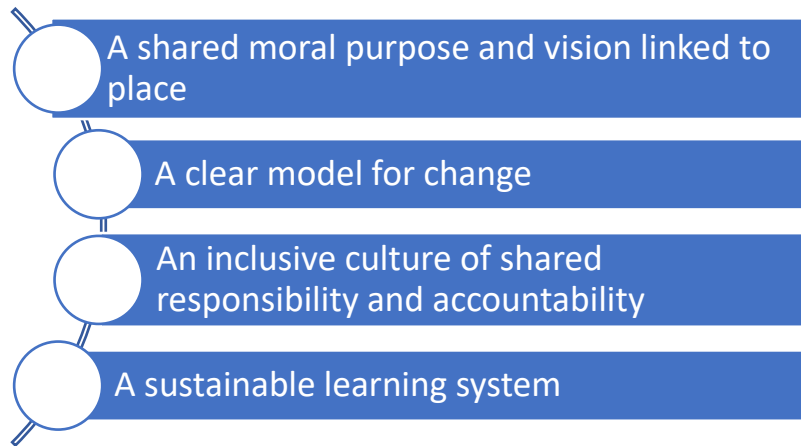 A shared moral purpose and vision linked to
place
A clear model for change
An inclusive culture of shared
responsibility and accountability
A sustainable learning system